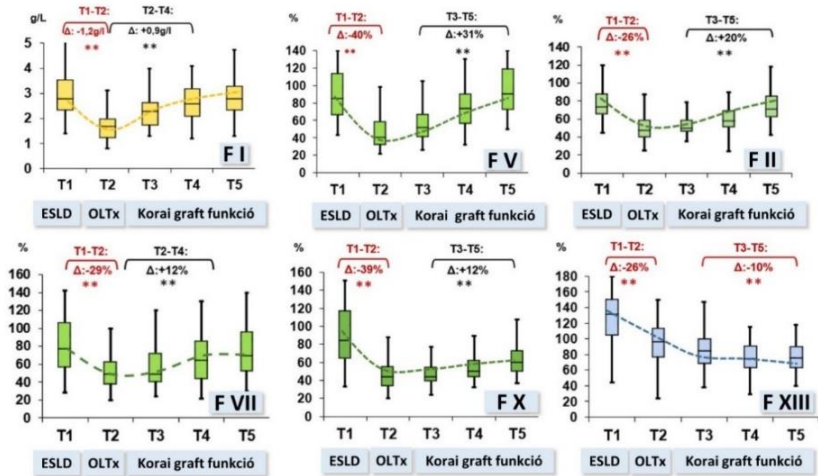 g/L
T1-T2:
T2-T4:
Δ: -1,2g/l
Δ: +0,9g/l
**
**
5
4
3
2
1
0
F I
T1 T2 T3 T4 T5
ESLD OLTx Korai graft funkció
%
T1-T2:
T3-T5:
Δ:-40%
Δ:+31%
**
**
140
120
100
80
60
40
20
0
F V
T1 T2 T3 T4 T5
ESLD OLTx Korai graft funkció
%
T1-T2:
T3-T5:
Δ:-26%
Δ:+20%
**
**
140
120
100
80
60
40
20
0
F II
T1 T2 T3 T4 T5
ESLD OLTx Korai graft funkció
%
T1-T2:
T2-T4:
Δ:-29%
Δ:+12%
**
**
160
140
120
100
80
60
40
20
0
F VII
T1 T2 T3 T4 T5
ESLD OLTx Korai graft funkció
%
T1-T2:
T3-T5:
Δ:-39%
Δ:+12%
**
**
160
140
120
100
80
60
40
20
0
F X
T1 T2 T3 T4 T5
ESLD OLTx Korai graft funkció
%
T1-T2:
T3-T5:
Δ:-26%
Δ:-10%
**
**
180
160
140
120
100
80
60
40
20
0
F XIII
T1 T2 T3 T4 T5
ESLD OLTx Korai graft funkció